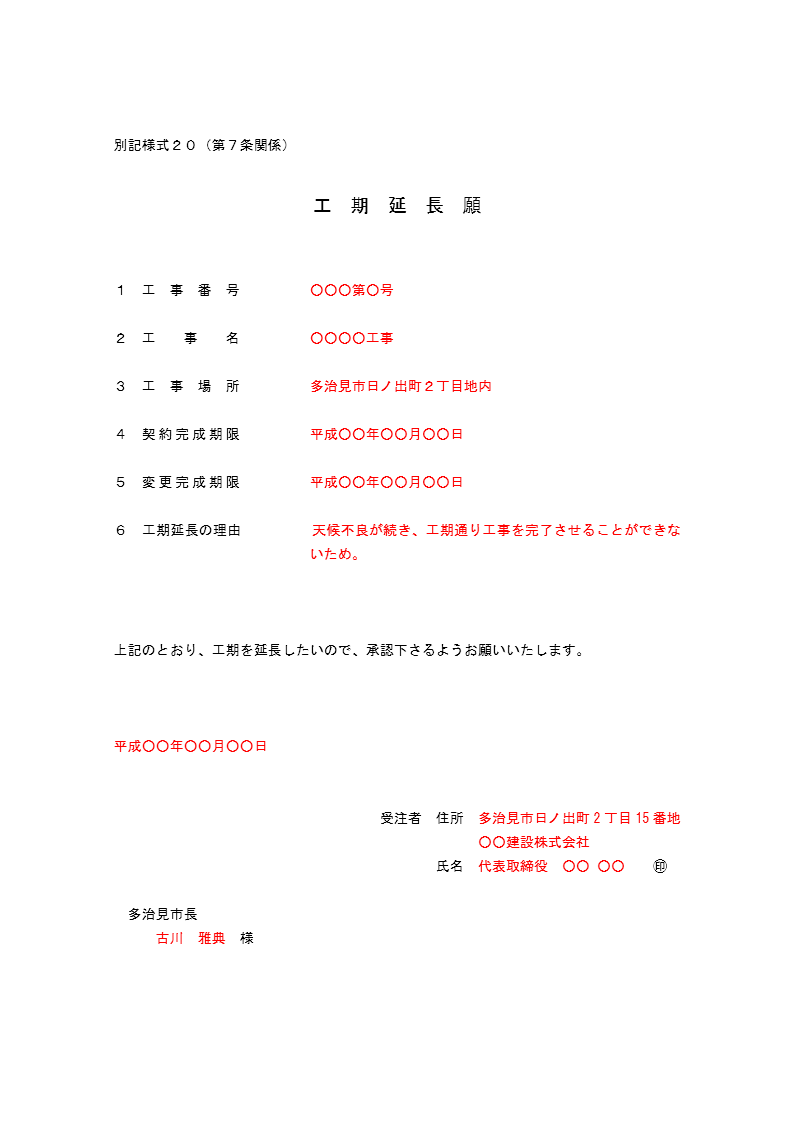 別記様式２０（第７条関係）
工　期　延　長　願
１　工　事　番　号　　　　　〇〇〇第〇号
２　工　　事　　名　　　　　〇〇〇〇工事
３　工　事　場　所　　　　　多治見市日ノ出町２丁目地内
４　契約完成期限　　　　　平成〇〇年〇〇月〇〇日
５　変更完成期限　　　　　平成〇〇年〇〇月〇〇日
６　工期延長の理由　　　　　天候不良が続き、工期通り工事を完了させることができな
いため。
上記のとおり、工期を延長したいので、承認下さるようお願いいたします。
平成〇〇年〇〇月〇〇日
受注者　住所　多治見市日ノ出町２丁目15番地
〇〇建設株式会社
氏名　代表取締役　〇〇 〇〇　　㊞
多治見市長
古川　雅典　様